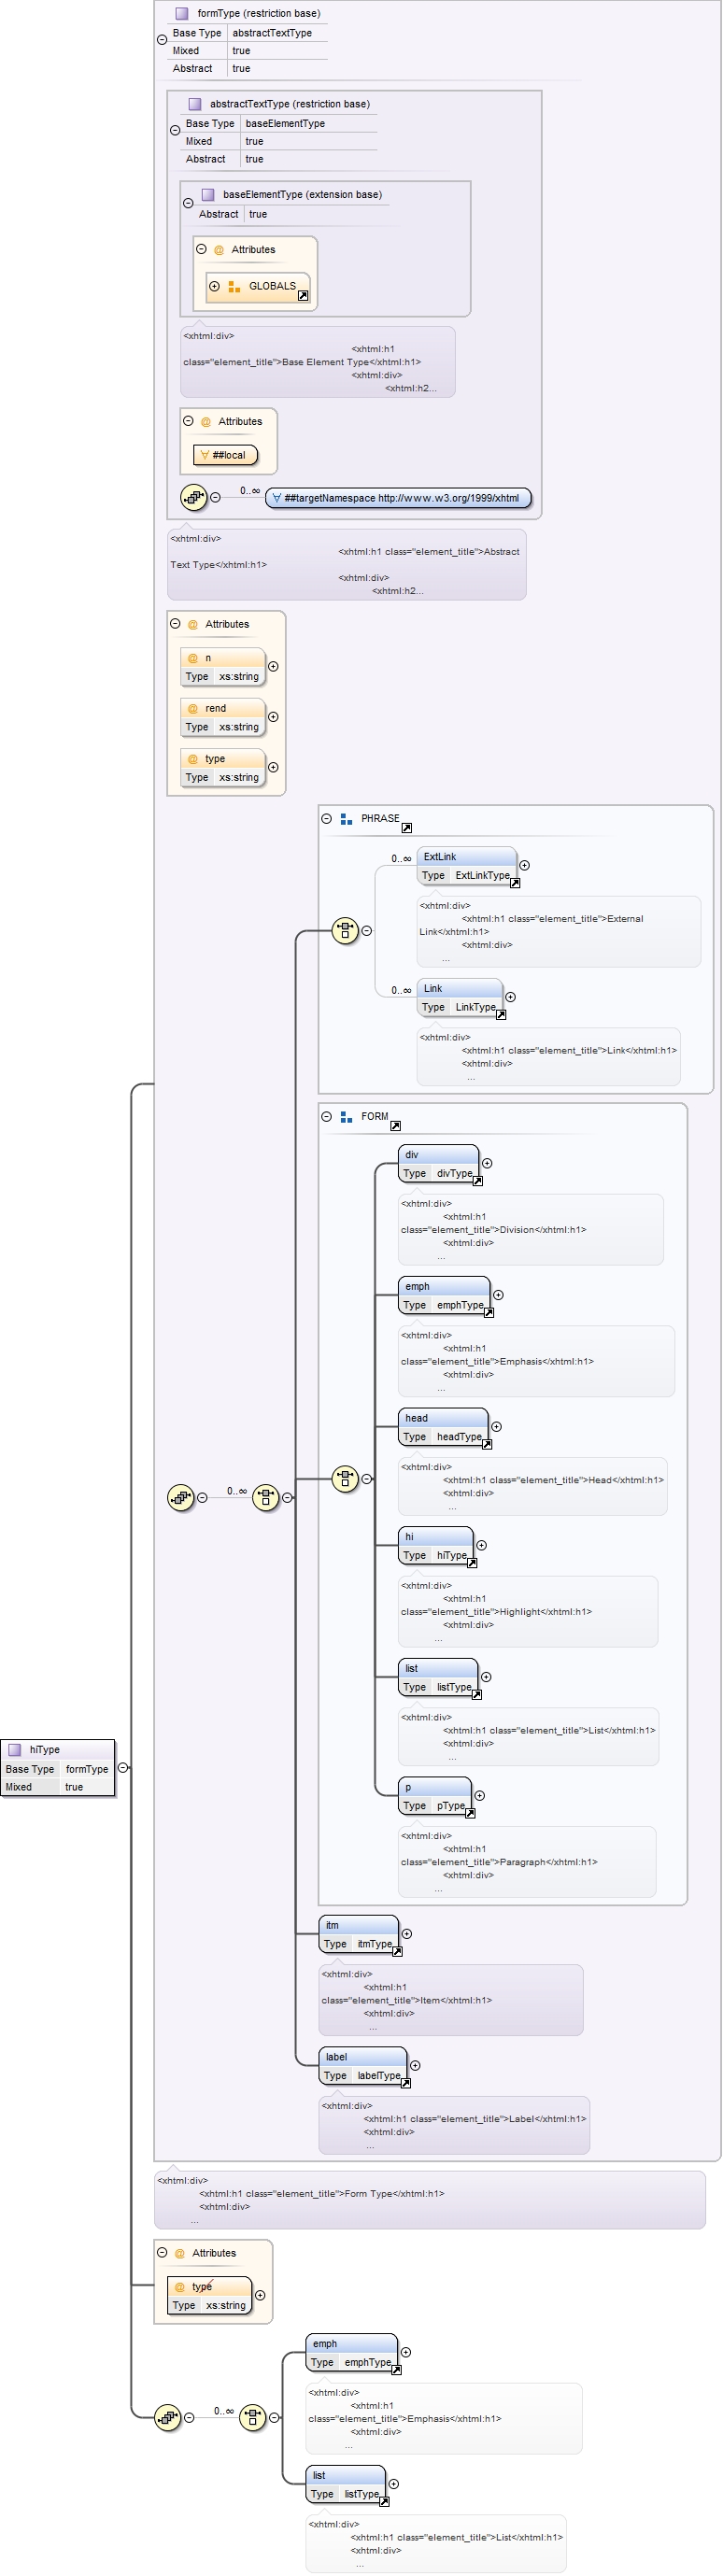 formType (restriction base)
Base Type abstractTextType
Mixed true
Abstract true
abstractTextType (restriction base)
Base Type baseElementType
Mixed true
Abstract true
baseElementType (extension base)
Abstract true
@ Attributes
GLOBALS
<xhtml:div>
<xhtml:h1
class="element_title">Base Element Type</xhtml:h1>
<xhtml:div>
<xhtml:h2...
@ Attributes
∀ ##local
0..∞ ∀ ##targetNamespace http://www.w3.org/1999/xhtml
<xhtml:div>
<xhtml:h1 class="element_title">Abstract
Text Type</xhtml:h1>
<xhtml:div>
<xhtml:h2...
@ Attributes
@ n
Type xs:string
@ rend
Type xs:string
@ type
Type xs:string
PHRASE
0..∞ ExtLink
Type ExtLinkType
<xhtml:div>
<xhtml:h1 class="element_title">External
Link</xhtml:h1>
<xhtml:div>
...
0..∞ Link
Type LinkType
<xhtml:div>
<xhtml:h1 class="element_title">Link</xhtml:h1>
<xhtml:div>
...
FORM
div
Type divType
<xhtml:div>
<xhtml:h1
class="element_title">Division</xhtml:h1>
<xhtml:div>
...
emph
Type emphType
<xhtml:div>
<xhtml:h1
class="element_title">Emphasis</xhtml:h1>
<xhtml:div>
...
head
Type headType
<xhtml:div>
<xhtml:h1 class="element_title">Head</xhtml:h1>
<xhtml:div>
...
0..∞
hi
Type hiType
<xhtml:div>
<xhtml:h1
class="element_title">Highlight</xhtml:h1>
<xhtml:div>
...
list
Type listType
<xhtml:div>
<xhtml:h1 class="element_title">List</xhtml:h1>
<xhtml:div>
...
hiType
Base Type formType
Mixed true
p
Type pType
<xhtml:div>
<xhtml:h1
class="element_title">Paragraph</xhtml:h1>
<xhtml:div>
...
itm
Type itmType
<xhtml:div>
<xhtml:h1
class="element_title">Item</xhtml:h1>
<xhtml:div>
...
label
Type labelType
<xhtml:div>
<xhtml:h1 class="element_title">Label</xhtml:h1>
<xhtml:div>
...
<xhtml:div>
<xhtml:h1 class="element_title">Form Type</xhtml:h1>
<xhtml:div>
...
@ Attributes
@ type
Type xs:string
emph
Type emphType
<xhtml:div>
<xhtml:h1
class="element_title">Emphasis</xhtml:h1>
<xhtml:div>
...
0..∞
list
Type listType
<xhtml:div>
<xhtml:h1 class="element_title">List</xhtml:h1>
<xhtml:div>
...